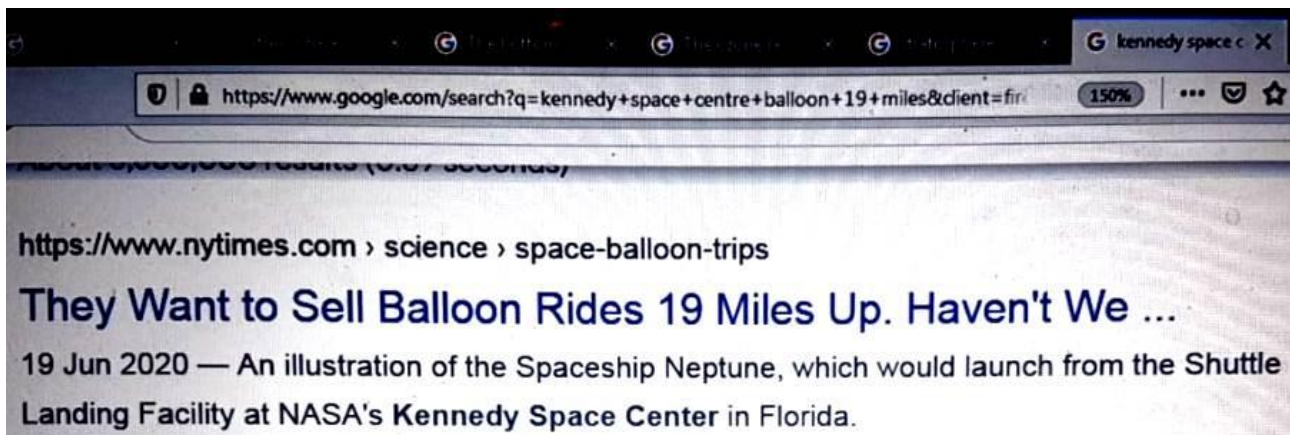 kennedy space c
https://www.google.com/search?q=kennedy+space+centre+balloon+19+miles&client=fir
150%
https://www.nytimes.com › science › space-balloon-trips
They Want to Sell Balloon Rides 19 Miles Up. Haven't We ...
19 Jun 2020 — An illustration of the Spaceship Neptune, which would launch from the Shuttle
Landing Facility at NASA's Kennedy Space Center in Florida.